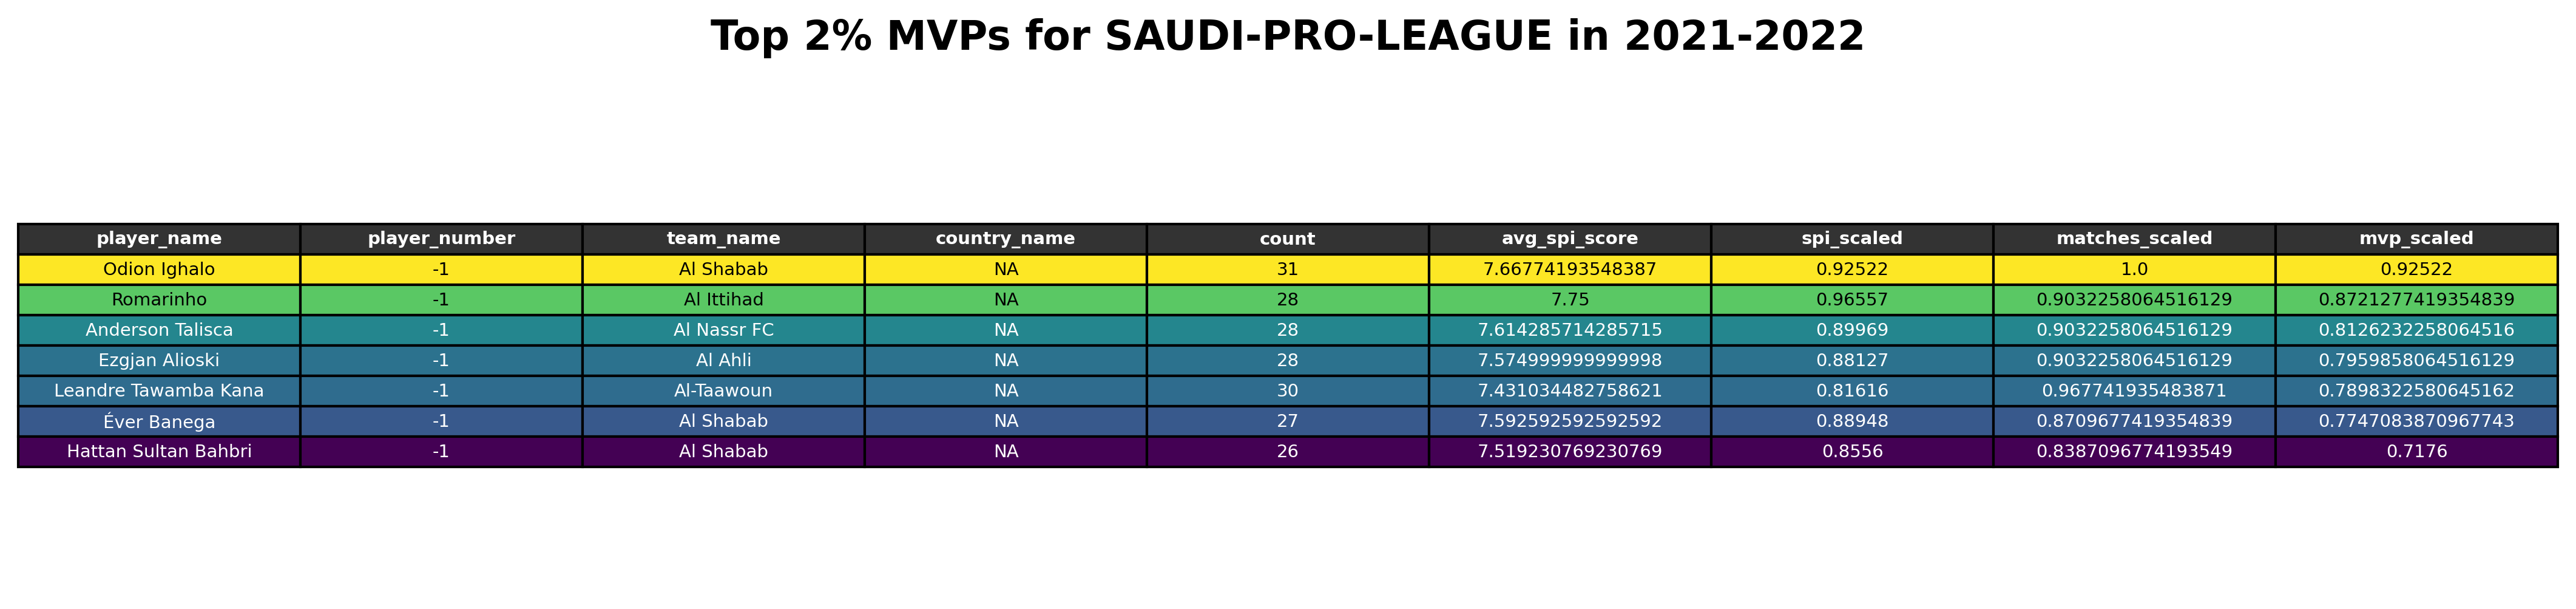 Top 2% MVPs for SAUDI-PRO-LEAGUE in 2021-2022
player_name player_number team_name country_name count avg_spi_score spi_scaled matches_scaled mvp_scaled
Odion Ighalo -1 Al Shabab NA 31 7.66774193548387 0.92522 1.0 0.92522
Romarinho -1 Al Ittihad NA 28 7.75 0.96557 0.9032258064516129 0.8721277419354839
Anderson Talisca -1 Al Nassr FC NA 28 7.614285714285715 0.89969 0.9032258064516129 0.8126232258064516
Ezgjan Alioski -1 Al Ahli NA 28 7.574999999999998 0.88127 0.9032258064516129 0.7959858064516129
Leandre Tawamba Kana -1 Al-Taawoun NA 30 7.431034482758621 0.81616 0.967741935483871 0.7898322580645162
Éver Banega -1 Al Shabab NA 27 7.592592592592592 0.88948 0.8709677419354839 0.7747083870967743
Hattan Sultan Bahbri -1 Al Shabab NA 26 7.519230769230769 0.8556 0.8387096774193549 0.7176